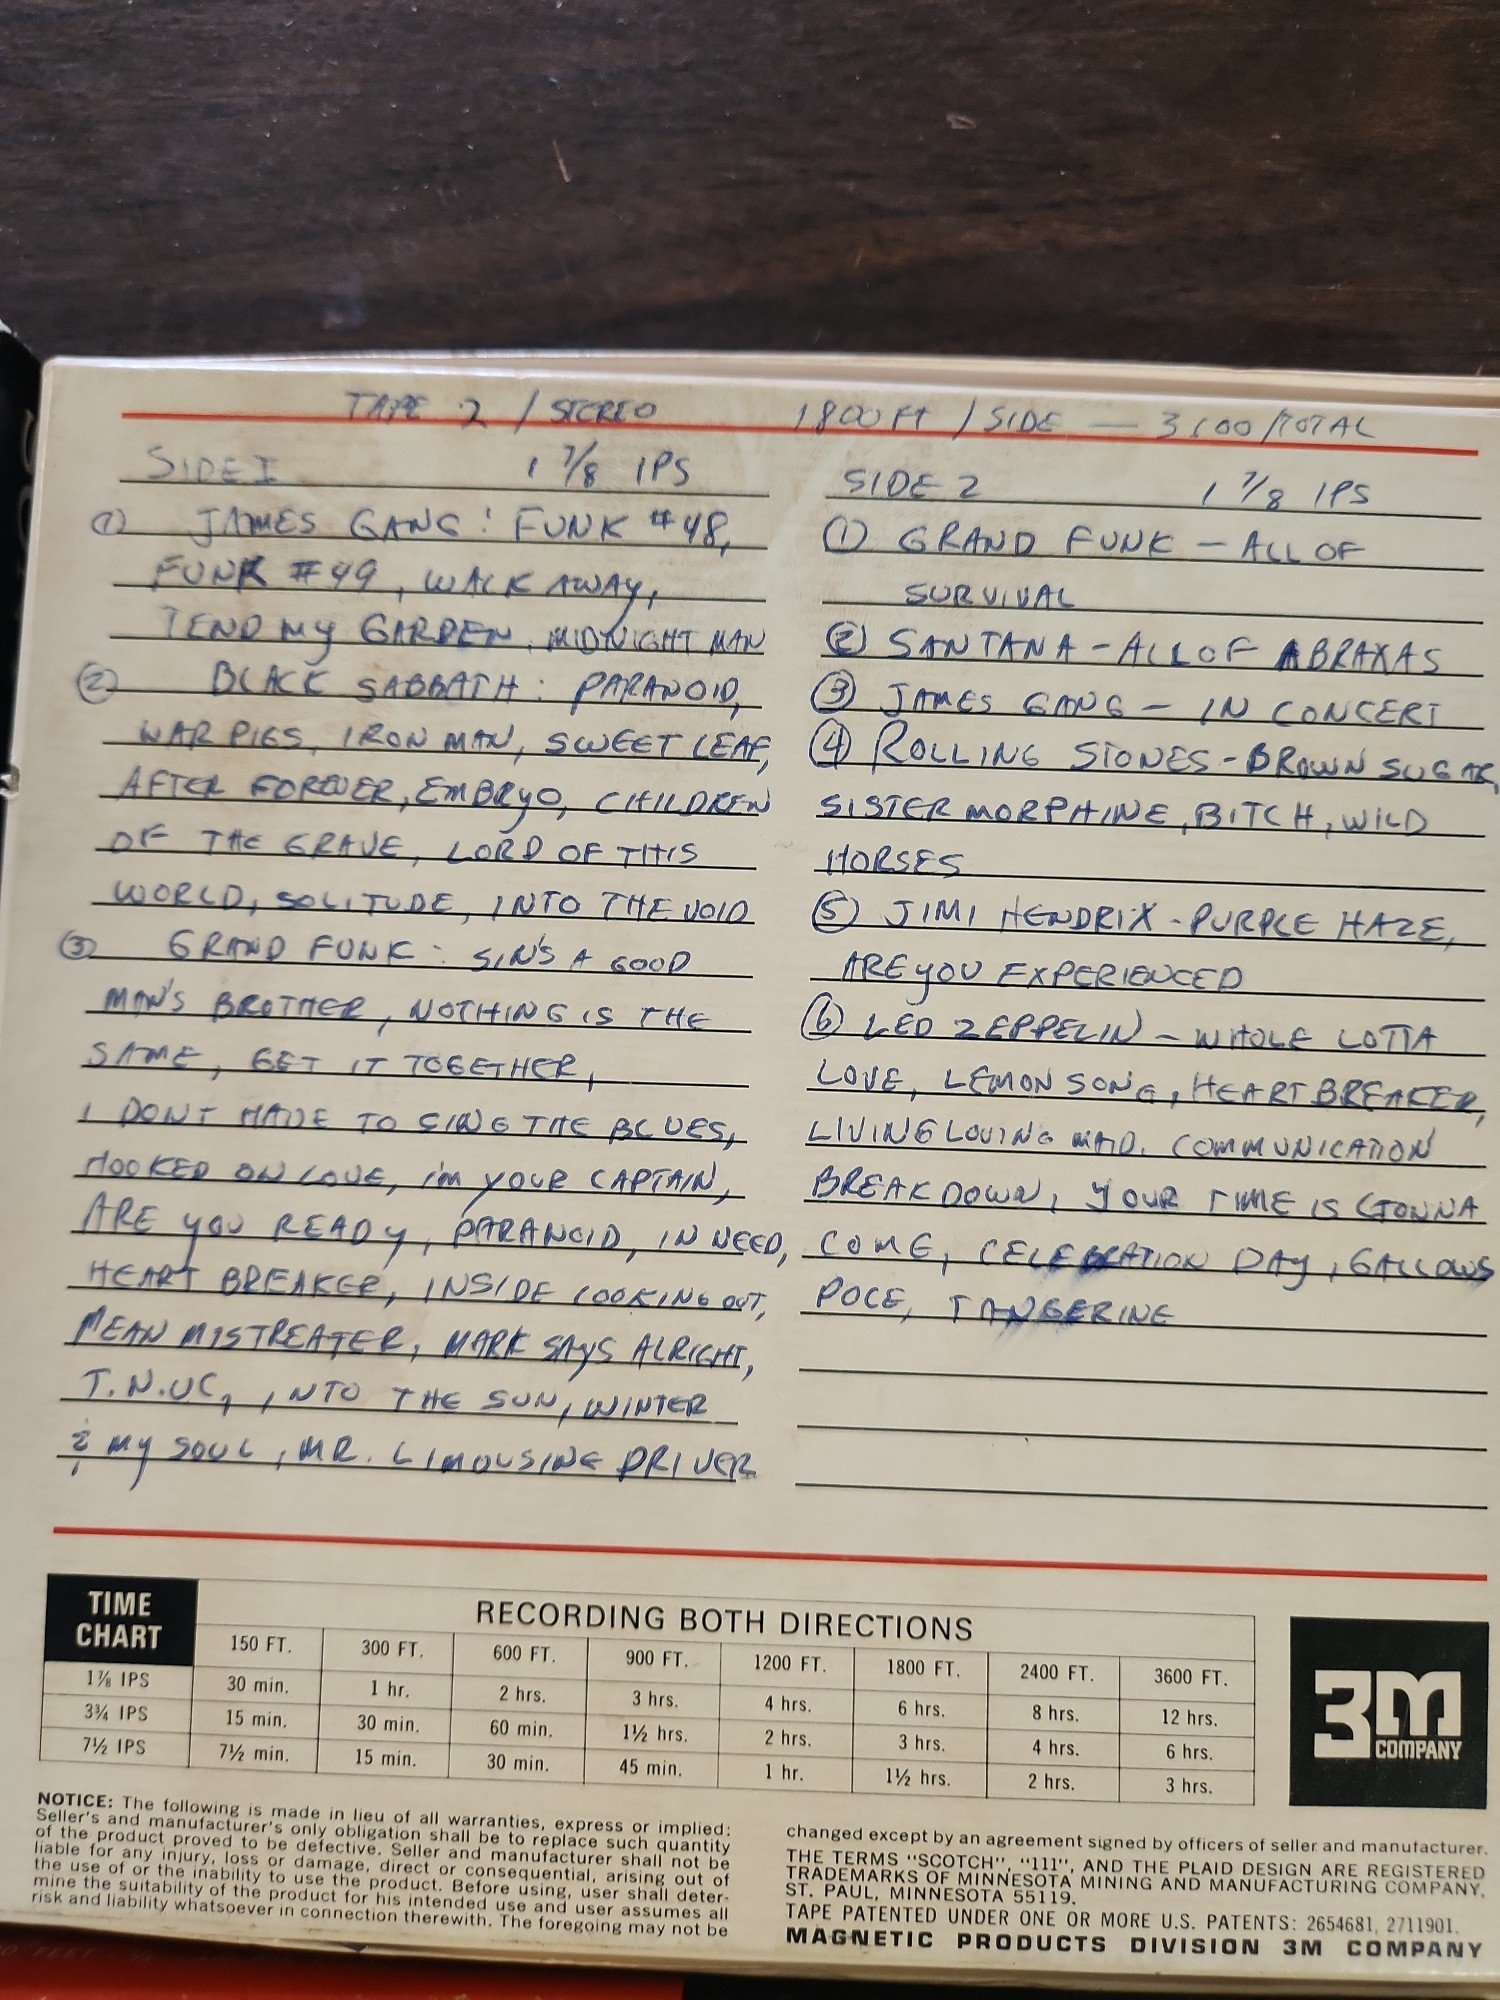 TAPE 2 / STEREO 1800 FT / SIDE — 3600 / TOTAL
SIDE I 1 7/8 IPS
① JAMES GANG: FUNK #48,
FUNK #49, WALK AWAY,
TEND MY GARDEN, MIDNIGHT MAN
② BLACK SABBATH: PARANOID,
WAR PIGS, IRON MAN, SWEET LEAF,
AFTER FOREVER, EMBRYO, CHILDREN
OF THE GRAVE, LORD OF THIS
WORLD, SOLITUDE, INTO THE VOID
③ GRAND FUNK: SIN'S A GOOD
MAN'S BROTHER, NOTHING IS THE
SAME, GET IT TOGETHER,
I DONT HAVE TO SING THE BLUES,
HOOKED ON LOVE, I'M YOUR CAPTAIN,
ARE YOU READY, PARANOID, IN NEED,
HEART BREAKER, INSIDE LOOKING OUT,
MEAN MISTREATER, MARK SAYS ALRIGHT,
T.N.U.C., INTO THE SUN, WINTER
& MY SOUL, MR. LIMOUSINE DRIVER
SIDE 2 1 7/8 IPS
① GRAND FUNK — ALL OF
SURVIVAL
② SANTANA - ALL OF ABRAXAS
③ JAMES GANG — IN CONCERT
④ ROLLING STONES - BROWN SUGAR,
SISTER MORPHINE, BITCH, WILD
HORSES
⑤ JIMI HENDRIX - PURPLE HAZE,
ARE YOU EXPERIENCED
⑥ LED ZEPPELIN — WHOLE LOTTA
LOVE, LEMON SONG, HEARTBREAKER,
LIVING LOVING MAID, COMMUNICATION
BREAKDOWN, YOUR TIME IS GONNA
COME, CELEBRATION DAY, GALLOWS
POLE, TANGERINE
TIME CHART
RECORDING BOTH DIRECTIONS
150 FT. 300 FT. 600 FT. 900 FT. 1200 FT. 1800 FT. 2400 FT. 3600 FT.
1⅞ IPS 30 min. 1 hr. 2 hrs. 3 hrs. 4 hrs. 6 hrs. 8 hrs. 12 hrs.
3¾ IPS 15 min. 30 min. 60 min. 1½ hrs. 2 hrs. 3 hrs. 4 hrs. 6 hrs.
7½ IPS 7½ min. 15 min. 30 min. 45 min. 1 hr. 1½ hrs. 2 hrs. 3 hrs.
3M
COMPANY
NOTICE: The following is made in lieu of all warranties, express or implied:
Seller's and manufacturer's only obligation shall be to replace such quantity
of the product proved to be defective. Seller and manufacturer shall not be
liable for any injury, loss or damage, direct or consequential, arising out of
the use of or the inability to use the product. Before using, user shall deter-
mine the suitability of the product for his intended use and user assumes all
risk and liability whatsoever in connection therewith. The foregoing may not be
changed except by an agreement signed by officers of seller and manufacturer.
THE TERMS "SCOTCH", "111", AND THE PLAID DESIGN ARE REGISTERED
TRADEMARKS OF MINNESOTA MINING AND MANUFACTURING COMPANY,
ST. PAUL, MINNESOTA 55119.
TAPE PATENTED UNDER ONE OR MORE U.S. PATENTS: 2654681, 2711901.
MAGNETIC PRODUCTS DIVISION 3M COMPANY